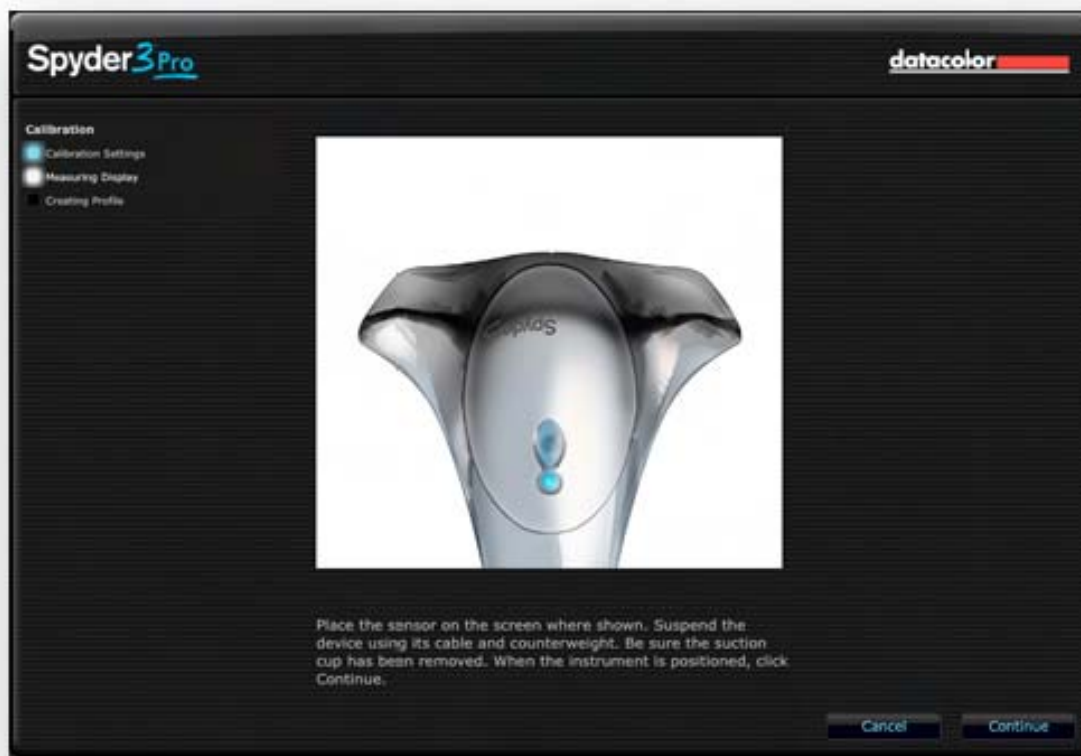 Spyder3Pro
datacolor
Calibration
Calibration Settings
Measuring Display
Creating Profile
Spyder
Place the sensor on the screen where shown. Suspend the
device using its cable and counterweight. Be sure the suction
cup has been removed. When the instrument is positioned, click
Continue.
Cancel
Continue